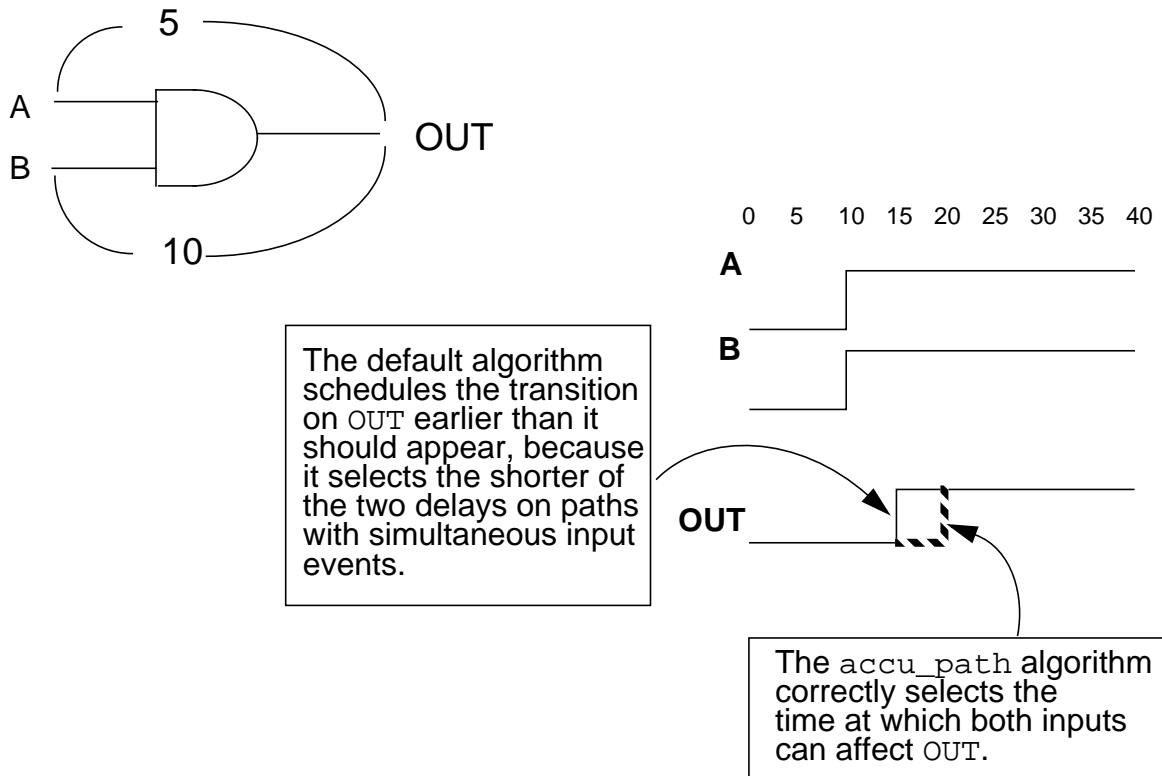 5
A
OUT
B
10
0 5 10 15 20 25 30 35 40
A
B
The default algorithm
schedules the transition
on OUT earlier than it
should appear, because
it selects the shorter of
the two delays on paths
with simultaneous input
events.
OUT
The accu_path algorithm
correctly selects the
time at which both inputs
can affect OUT.